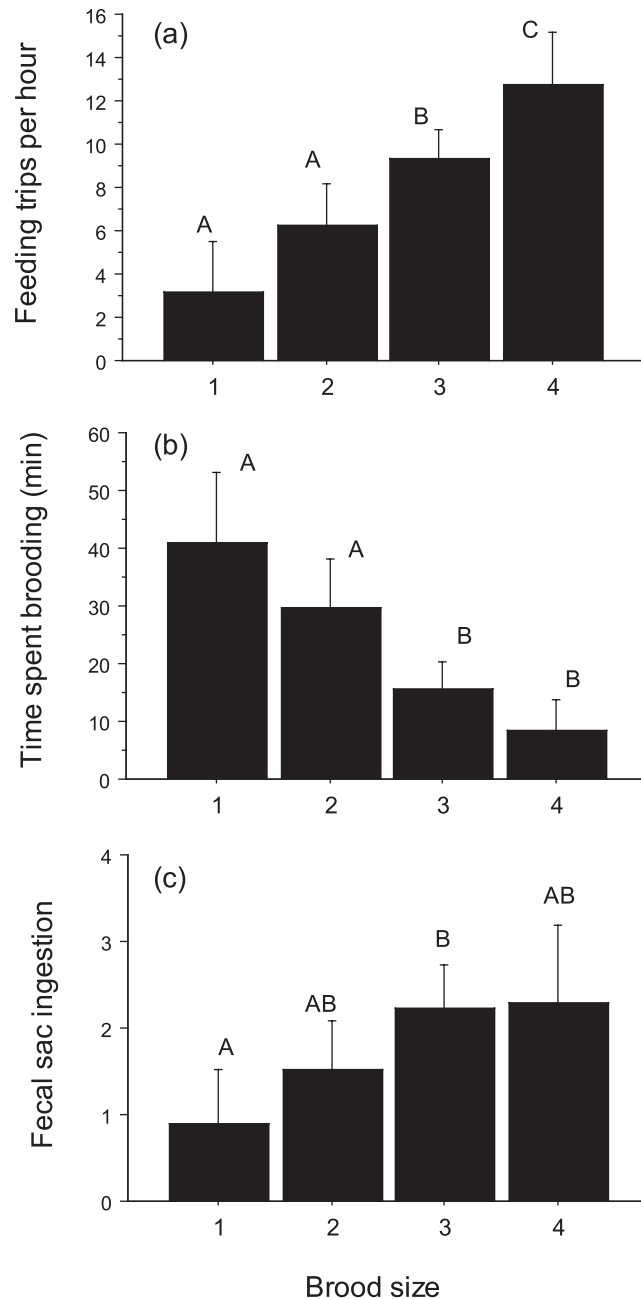 (a)
Feeding trips per hour
16
14
12
10
8
6
4
2
0
A
A
B
C
1 2 3 4
(b)
Time spent brooding (min)
60
50
40
30
20
10
0
A
A
B
B
1 2 3 4
(c)
Fecal sac ingestion
4
3
2
1
0
A
AB
B
AB
1 2 3 4
Brood size